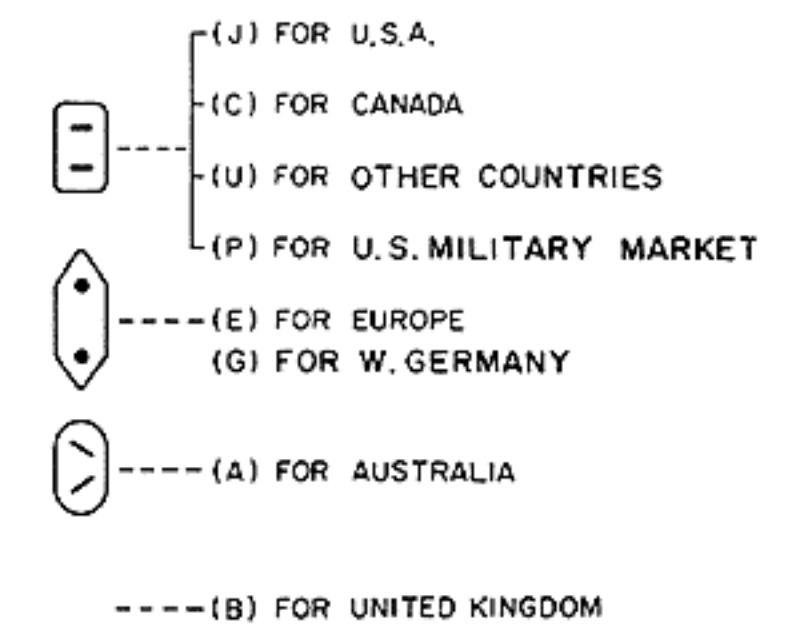 (J) FOR U.S.A.
(C) FOR CANADA
(U) FOR OTHER COUNTRIES
(P) FOR U.S. MILITARY MARKET
(E) FOR EUROPE
(G) FOR W. GERMANY
(A) FOR AUSTRALIA
(B) FOR UNITED KINGDOM